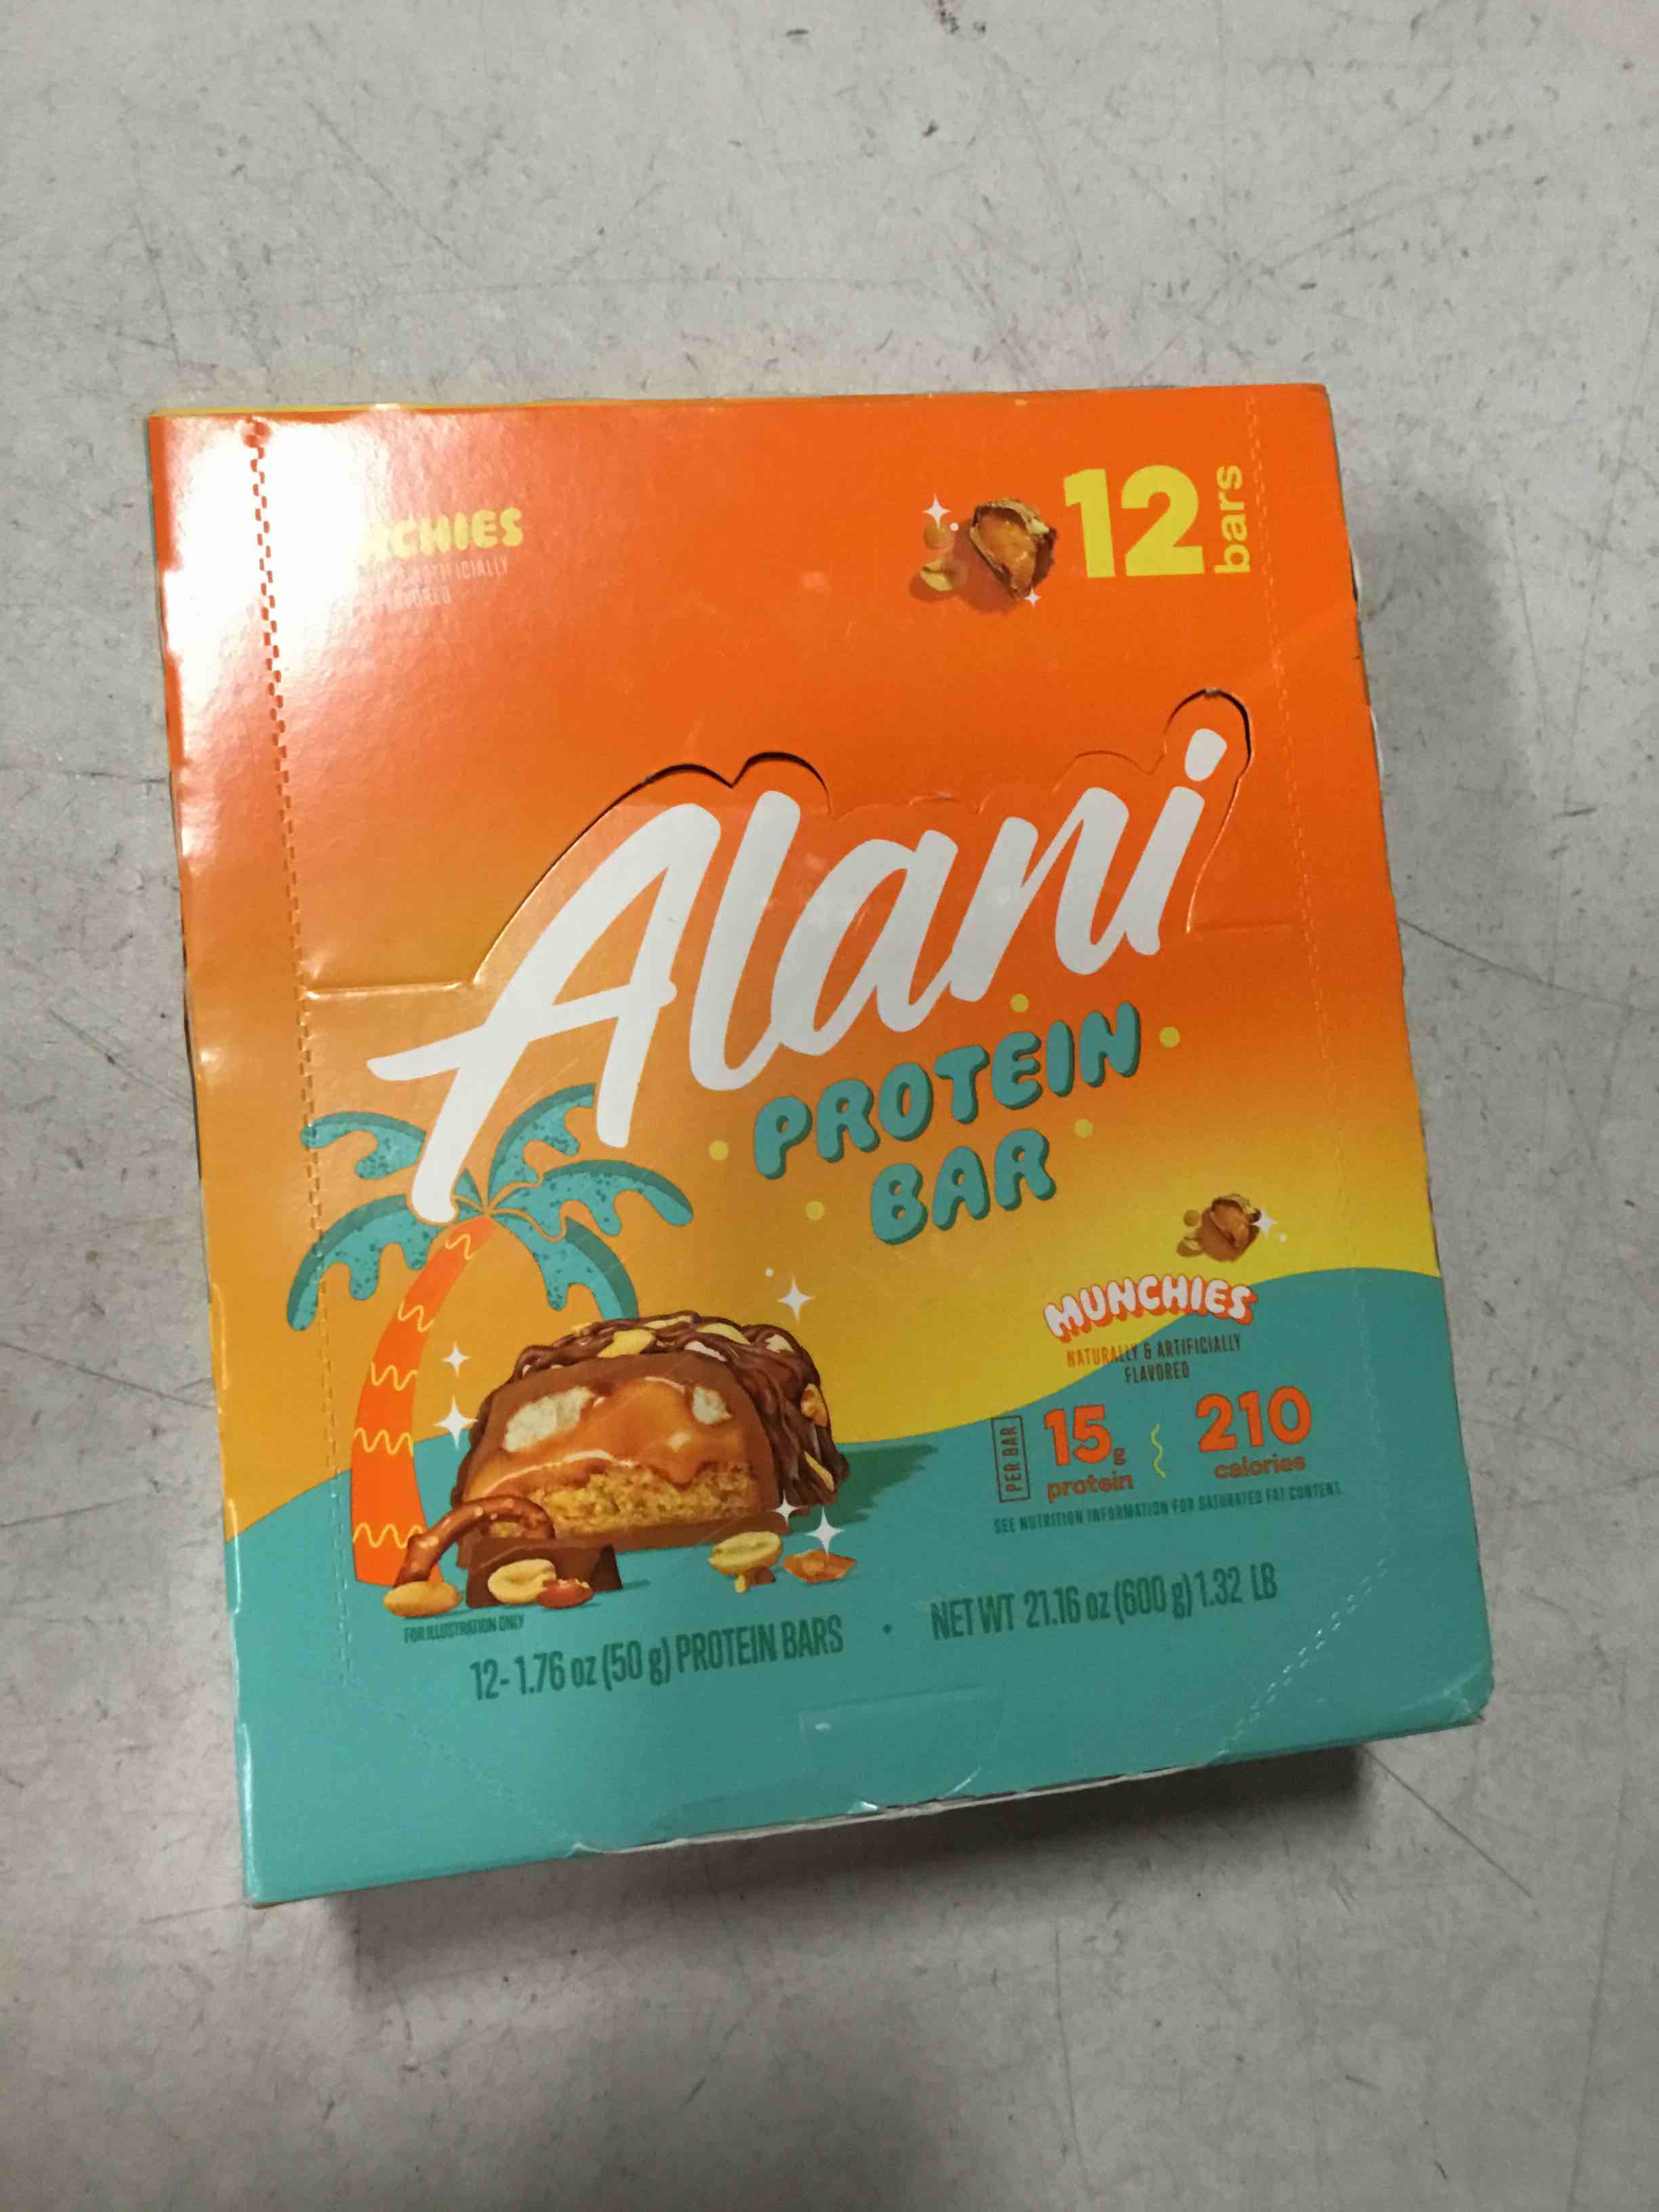 ARTIFICIALLY
12 bars
Alani
PROTEIN
BAR
MUNCHIES
NATURALLY & ARTIFICIALLY
FLAVORED
PER BAR
15g
protein
210
calories
SEE NUTRITION INFORMATION FOR SATURATED FAT CONTENT
FOR ILLUSTRATION ONLY
12-1.76 oz (50 g) PROTEIN BARS • NET WT 21.16 oz (600 g) 1.32 LB